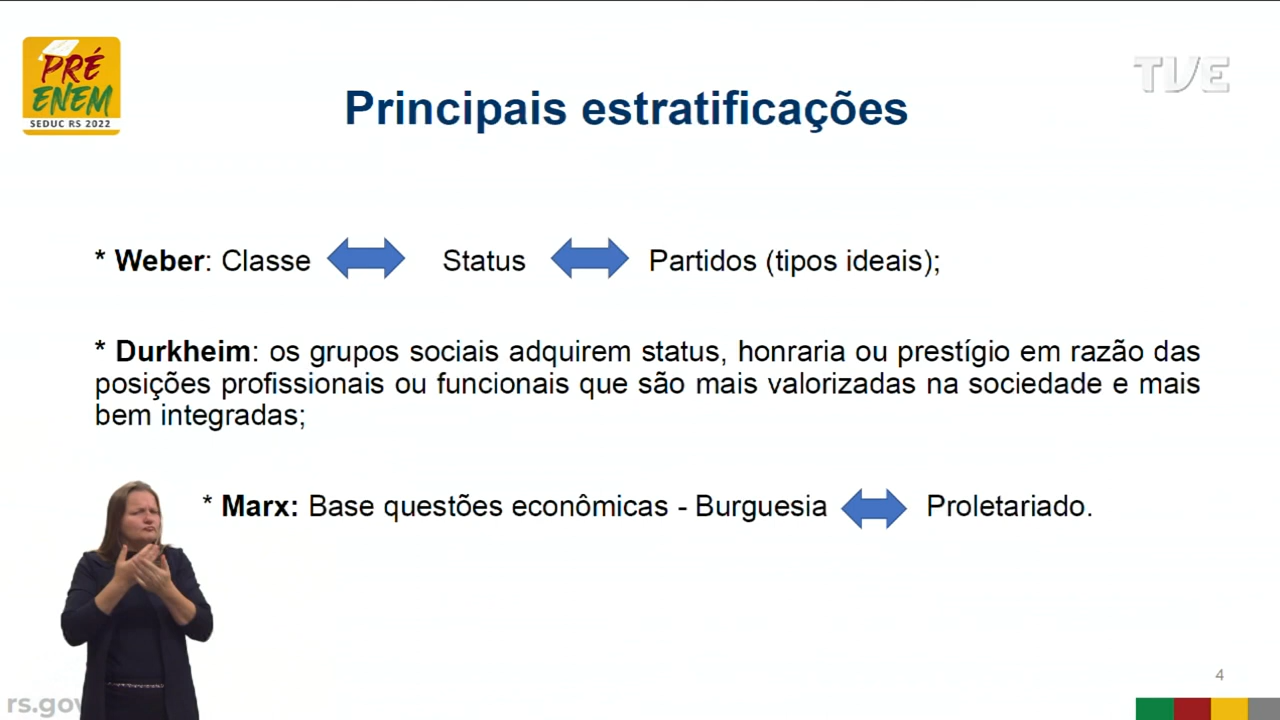 PRÉ
ENEM
SEDUC RS 2022
TVE
Principais estratificações
* Weber: Classe Status Partidos (tipos ideais);
* Durkheim: os grupos sociais adquirem status, honraria ou prestígio em razão das
posições profissionais ou funcionais que são mais valorizadas na sociedade e mais
bem integradas;
* Marx: Base questões econômicas - Burguesia Proletariado.
4
rs.gov